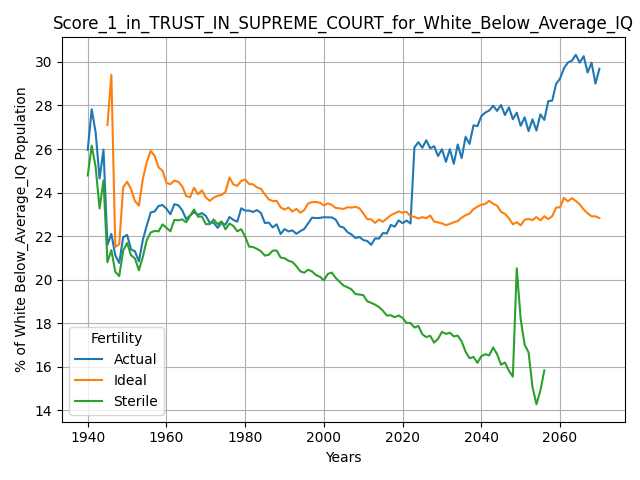 Score_1_in_TRUST_IN_SUPREME_COURT_for_White_Below_Average_IQ
% of White Below_Average_IQ Population
30
28
26
24
22
20
18
16
14
Fertility
Actual
Ideal
Sterile
1940 1960 1980 2000 2020 2040 2060
Years